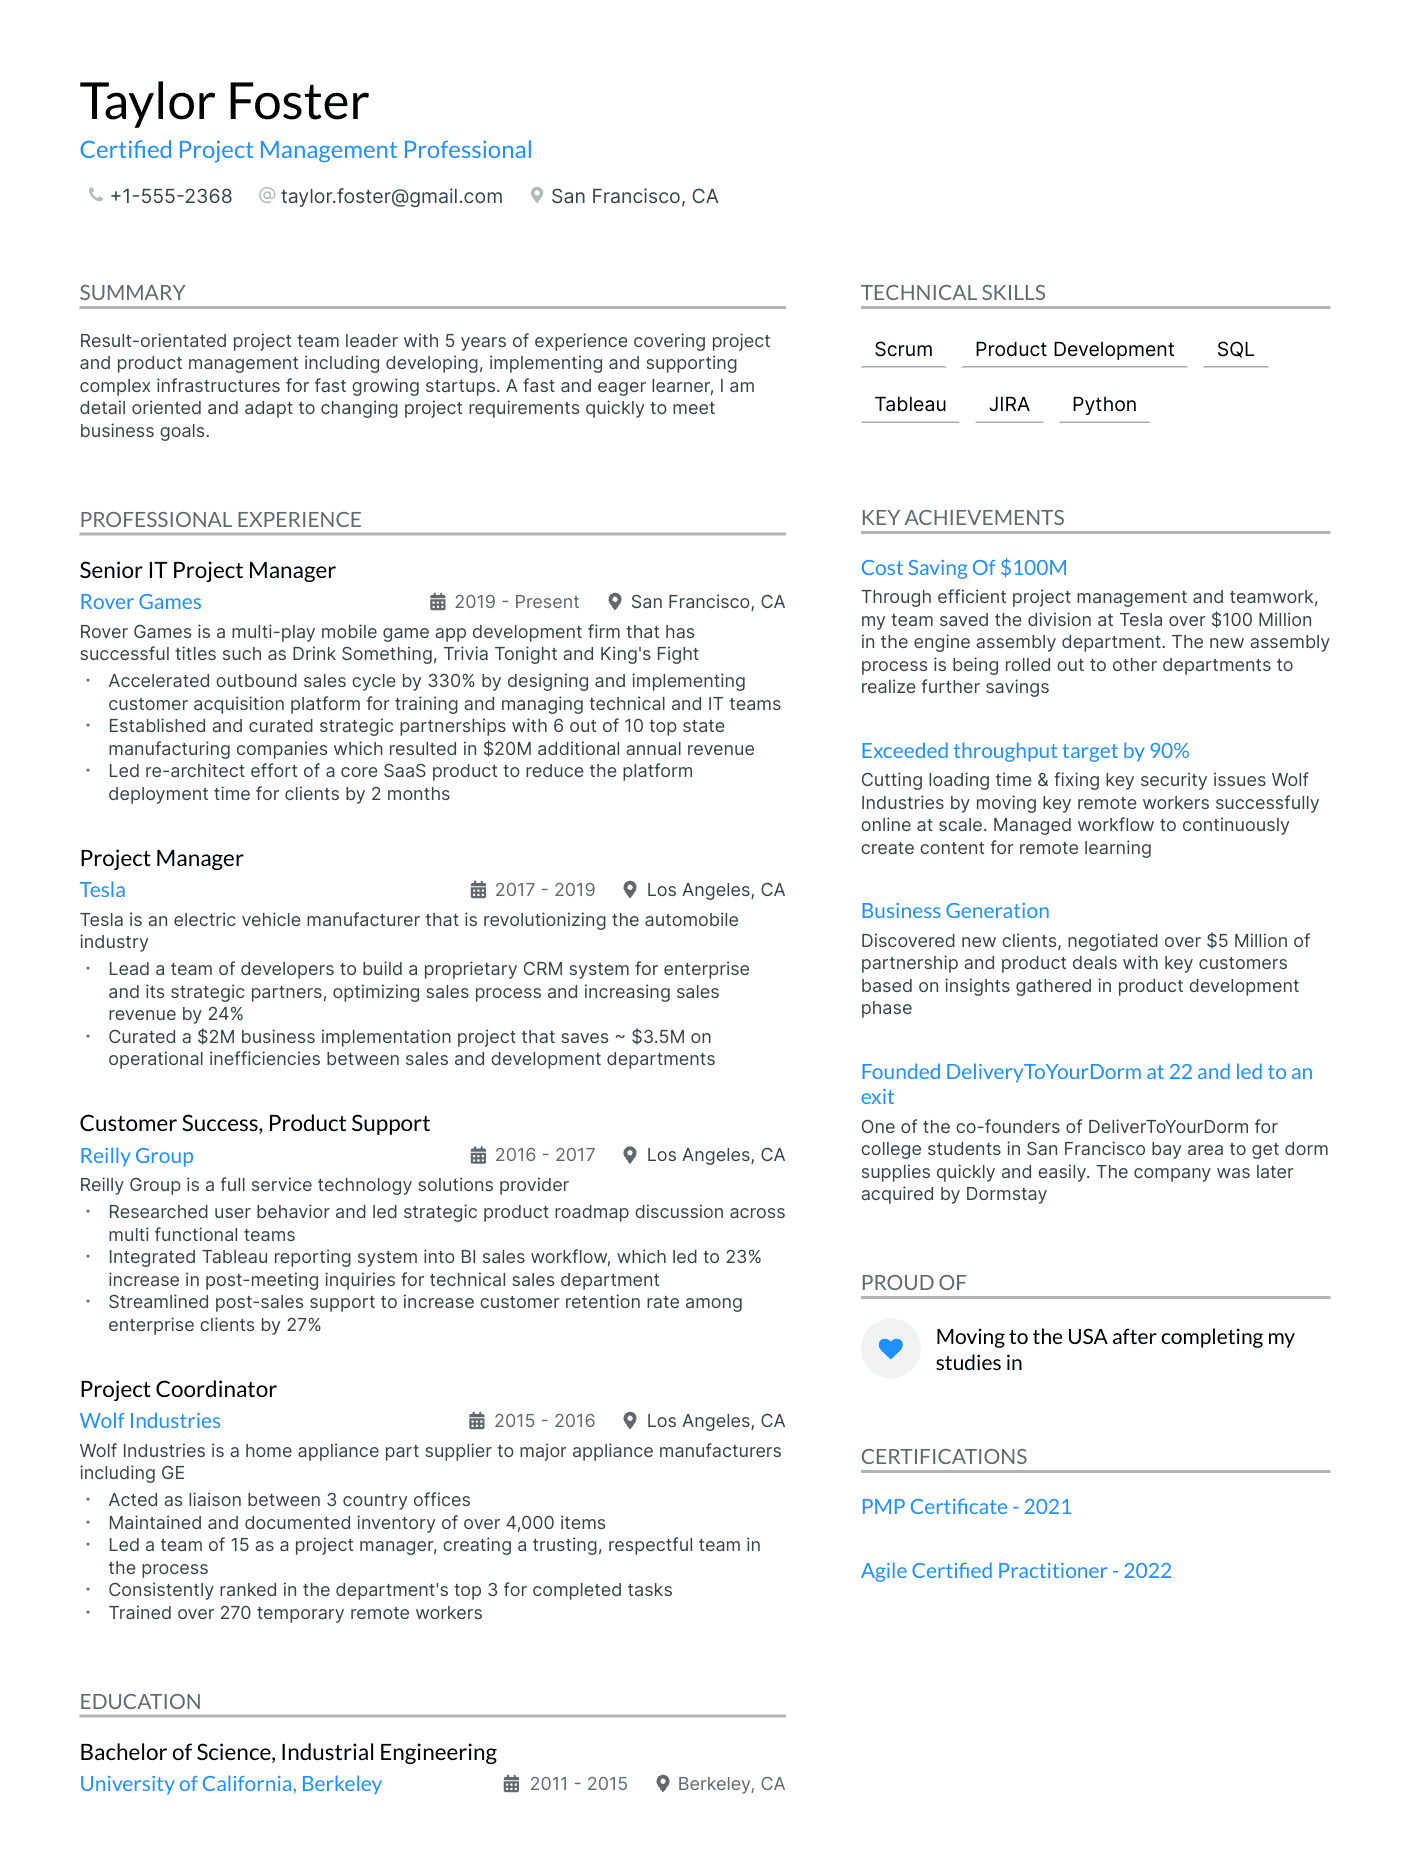 Taylor Foster
Certified Project Management Professional
+1-555-2368 @ taylor.foster@gmail.com San Francisco, CA
SUMMARY
Result-orientated project team leader with 5 years of experience covering project
and product management including developing, implementing and supporting
complex infrastructures for fast growing startups. A fast and eager learner, I am
detail oriented and adapt to changing project requirements quickly to meet
business goals.
PROFESSIONAL EXPERIENCE
Senior IT Project Manager
Rover Games 2019 - Present San Francisco, CA
Rover Games is a multi-play mobile game app development firm that has
successful titles such as Drink Something, Trivia Tonight and King's Fight
· Accelerated outbound sales cycle by 330% by designing and implementing
customer acquisition platform for training and managing technical and IT teams
· Established and curated strategic partnerships with 6 out of 10 top state
manufacturing companies which resulted in $20M additional annual revenue
· Led re-architect effort of a core SaaS product to reduce the platform
deployment time for clients by 2 months
Project Manager
Tesla 2017 - 2019 Los Angeles, CA
Tesla is an electric vehicle manufacturer that is revolutionizing the automobile
industry
· Lead a team of developers to build a proprietary CRM system for enterprise
and its strategic partners, optimizing sales process and increasing sales
revenue by 24%
· Curated a $2M business implementation project that saves ~ $3.5M on
operational inefficiencies between sales and development departments
Customer Success, Product Support
Reilly Group 2016 - 2017 Los Angeles, CA
Reilly Group is a full service technology solutions provider
· Researched user behavior and led strategic product roadmap discussion across
multi functional teams
· Integrated Tableau reporting system into BI sales workflow, which led to 23%
increase in post-meeting inquiries for technical sales department
· Streamlined post-sales support to increase customer retention rate among
enterprise clients by 27%
Project Coordinator
Wolf Industries 2015 - 2016 Los Angeles, CA
Wolf Industries is a home appliance part supplier to major appliance manufacturers
including GE
· Acted as liaison between 3 country offices
· Maintained and documented inventory of over 4,000 items
· Led a team of 15 as a project manager, creating a trusting, respectful team in
the process
· Consistently ranked in the department's top 3 for completed tasks
· Trained over 270 temporary remote workers
EDUCATION
Bachelor of Science, Industrial Engineering
University of California, Berkeley 2011 - 2015 Berkeley, CA
TECHNICAL SKILLS
Scrum Product Development SQL
Tableau JIRA Python
KEY ACHIEVEMENTS
Cost Saving Of $100M
Through efficient project management and teamwork,
my team saved the division at Tesla over $100 Million
in the engine assembly department. The new assembly
process is being rolled out to other departments to
realize further savings
Exceeded throughput target by 90%
Cutting loading time & fixing key security issues Wolf
Industries by moving key remote workers successfully
online at scale. Managed workflow to continuously
create content for remote learning
Business Generation
Discovered new clients, negotiated over $5 Million of
partnership and product deals with key customers
based on insights gathered in product development
phase
Founded DeliveryToYourDorm at 22 and led to an
exit
One of the co-founders of DeliverToYourDorm for
college students in San Francisco bay area to get dorm
supplies quickly and easily. The company was later
acquired by Dormstay
PROUD OF
Moving to the USA after completing my
studies in
CERTIFICATIONS
PMP Certificate - 2021
Agile Certified Practitioner - 2022